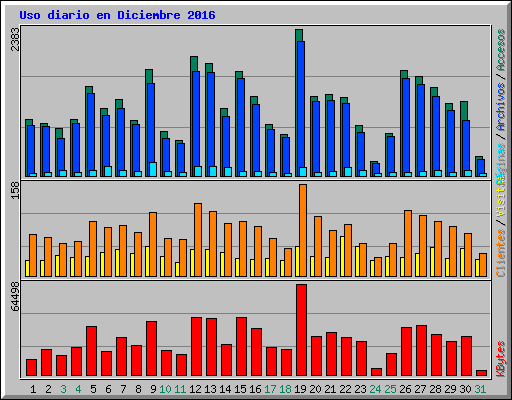 Uso diario en Diciembre 2016
2383
188
64498
Accesos / Archivos / Páginas
Visitas / Clientes
KBytes
1 2 3 4 5 6 7 8 9 10 11 12 13 14 15 16 17 18 19 20 21 22 23 24 25 26 27 28 29 30 31